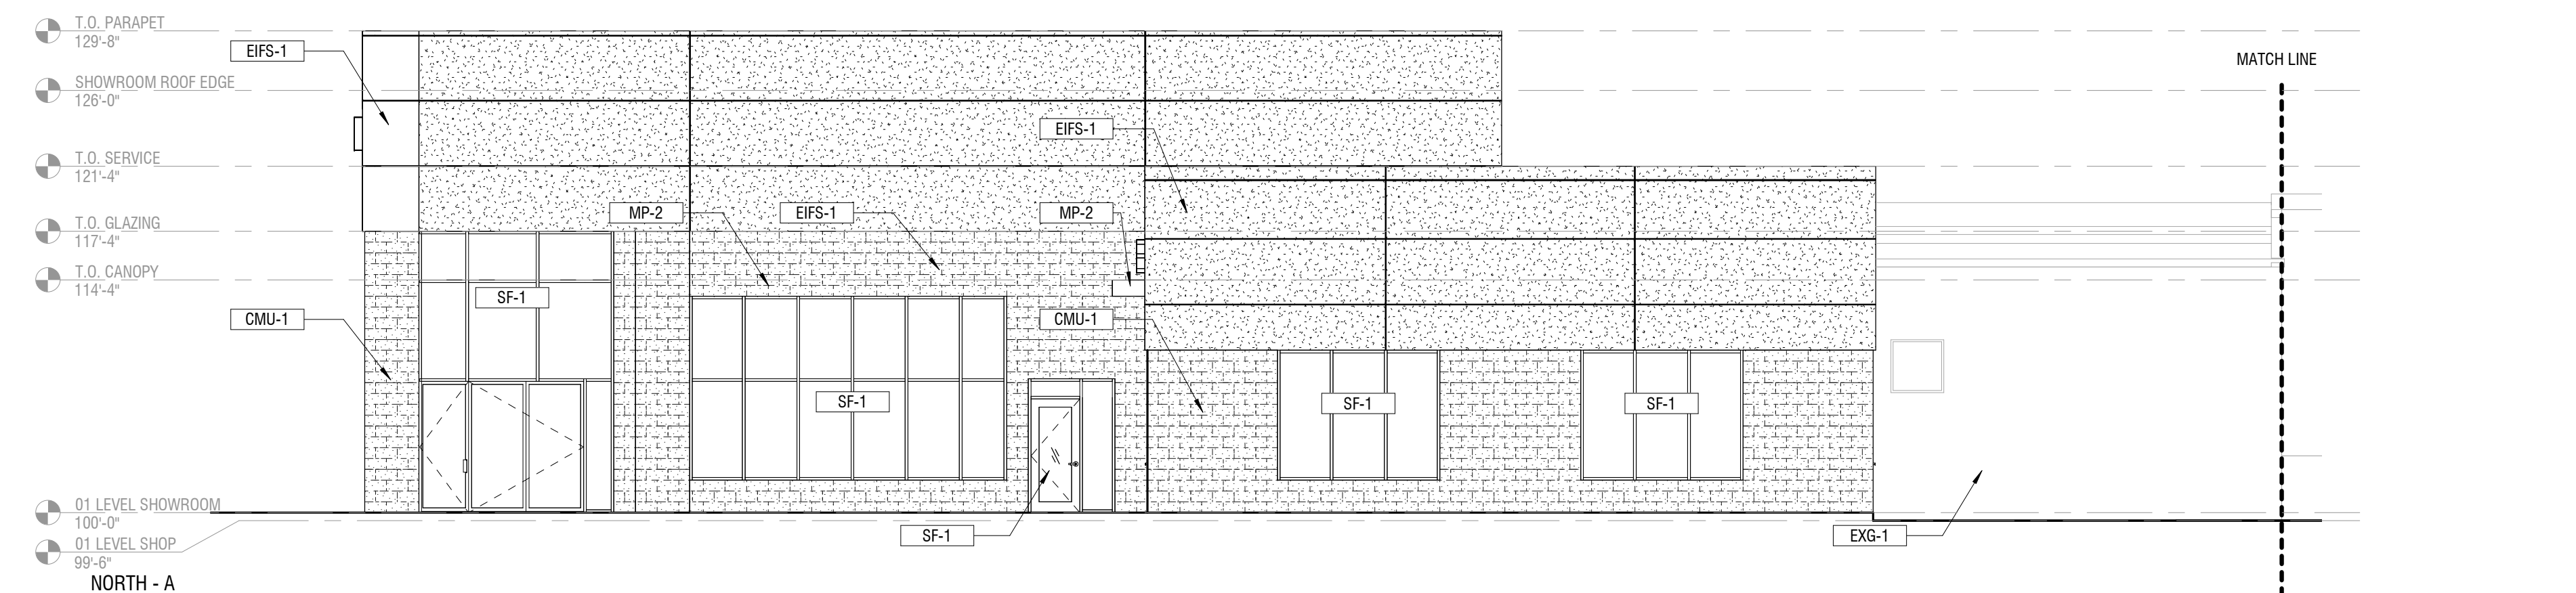 T.O. PARAPET
129'-8"
EIFS-1
MATCH LINE
SHOWROOM ROOF EDGE
126'-0"
EIFS-1
T.O. SERVICE
121'-4"
MP-2
EIFS-1
MP-2
T.O. GLAZING
117'-4"
T.O. CANOPY
114'-4"
SF-1
CMU-1
CMU-1
SF-1
SF-1
SF-1
01 LEVEL SHOWROOM
100'-0"
SF-1
EXG-1
01 LEVEL SHOP
99'-6"
NORTH - A